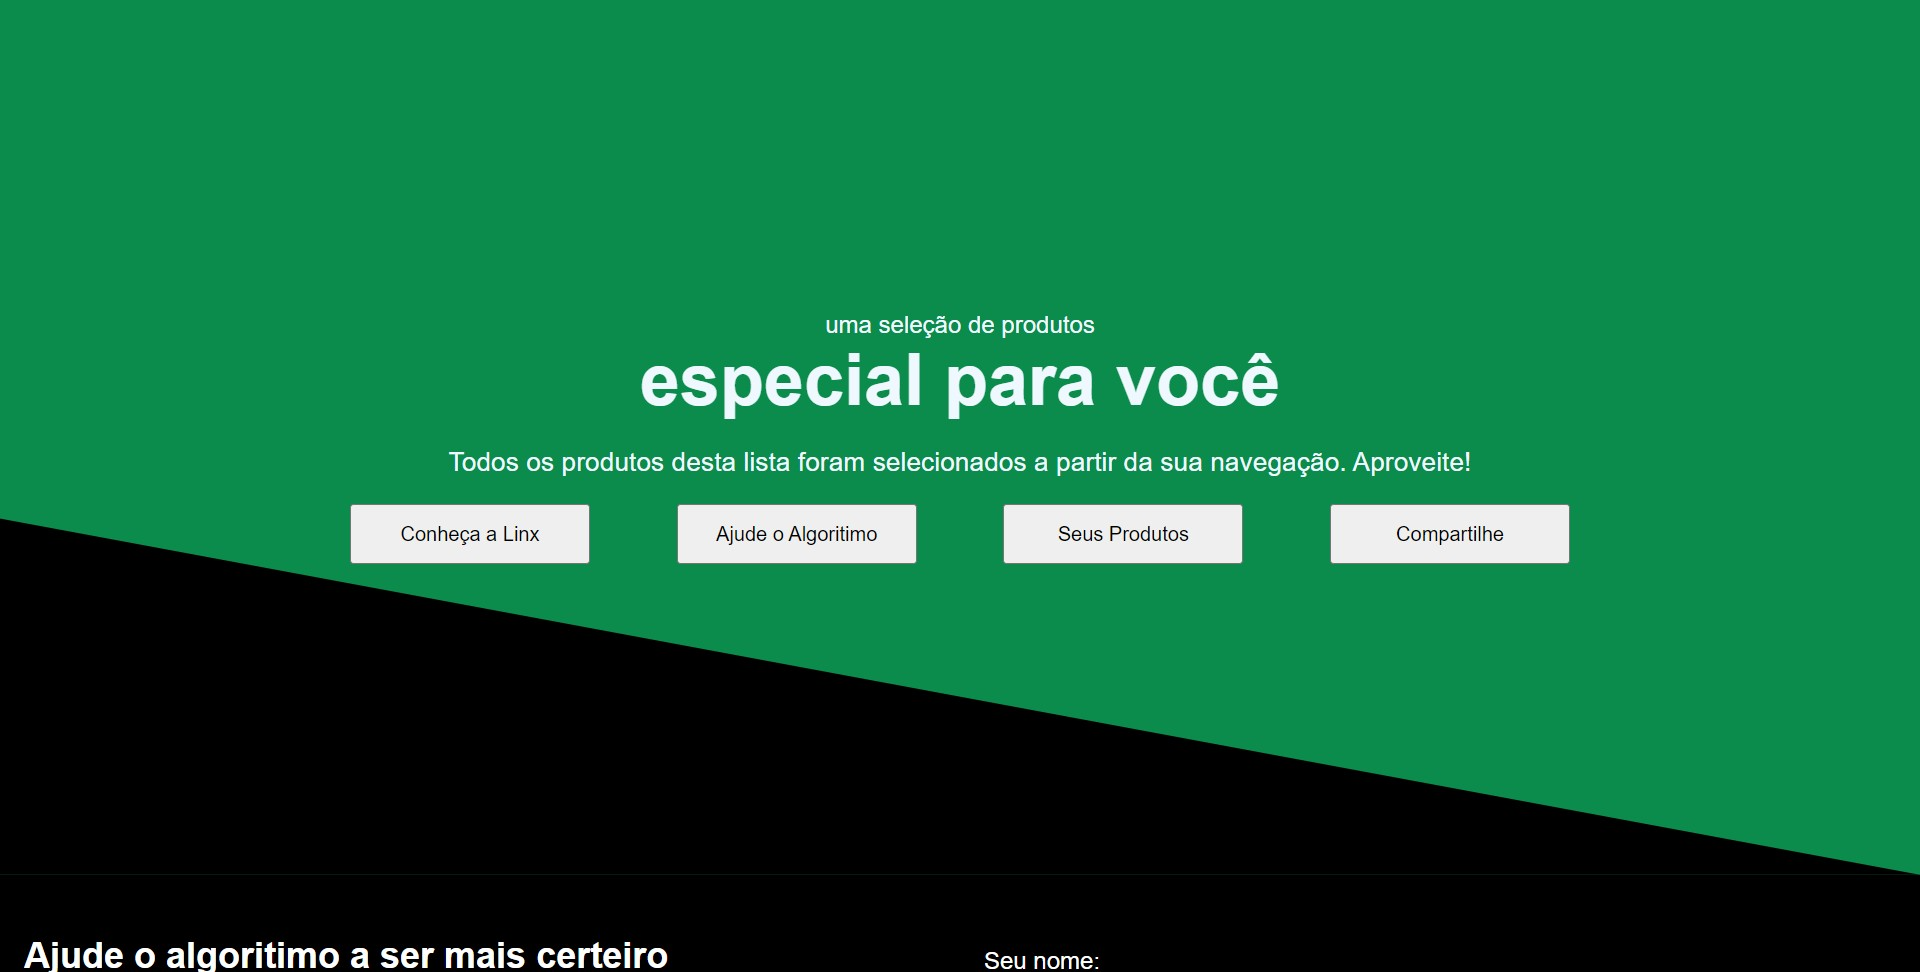 uma seleção de produtos
especial para você
Todos os produtos desta lista foram selecionados a partir da sua navegação. Aproveite!
Conheça a Linx
Ajude o Algoritimo
Seus Produtos
Compartilhe
Ajude o algoritimo a ser mais certeiro
Seu nome: